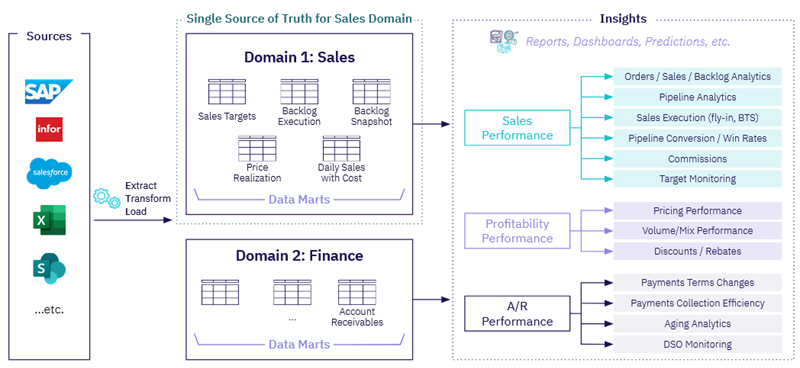 Sources
SAP
infor
salesforce
X
S
...etc.
Extract
Transform
Load
Single Source of Truth for Sales Domain
Domain 1: Sales
Sales Targets
Backlog
Execution
Backlog
Snapshot
Price
Realization
Daily Sales
with Cost
Data Marts
Domain 2: Finance
...
Account
Receivables
Data Marts
Insights
Reports, Dashboards, Predictions, etc.
Sales
Performance
Orders / Sales / Backlog Analytics
Pipeline Analytics
Sales Execution (fly-in, BTS)
Pipeline Conversion / Win Rates
Commissions
Target Monitoring
Profitability
Performance
Pricing Performance
Volume/Mix Performance
Discounts / Rebates
A/R
Performance
Payments Terms Changes
Payments Collection Efficiency
Aging Analytics
DSO Monitoring